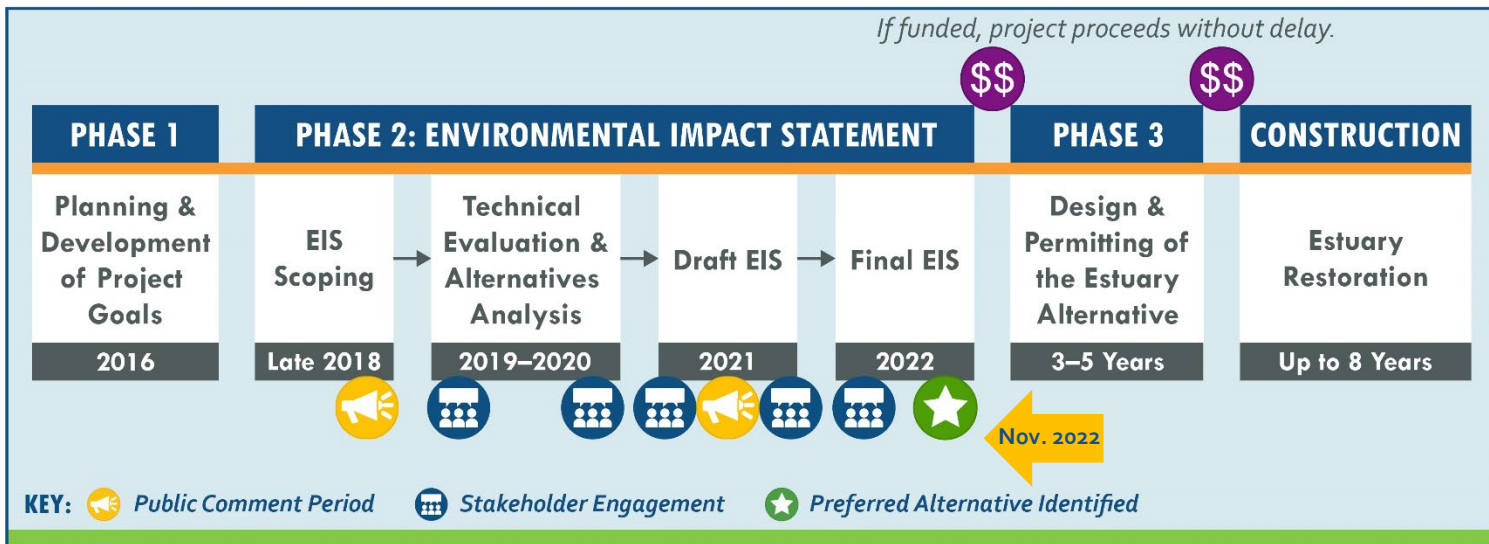 If funded, project proceeds without delay.
$$
$$
PHASE 1
PHASE 2: ENVIRONMENTAL IMPACT STATEMENT
PHASE 3
CONSTRUCTION
Planning &
Development
of Project
Goals
2016
EIS
Scoping
Late 2018
Technical
Evaluation &
Alternatives
Analysis
2019–2020
Draft EIS
2021
Final EIS
2022
Design &
Permitting of
the Estuary
Alternative
3–5 Years
Estuary
Restoration
Up to 8 Years
Nov. 2022
KEY: Public Comment Period Stakeholder Engagement Preferred Alternative Identified